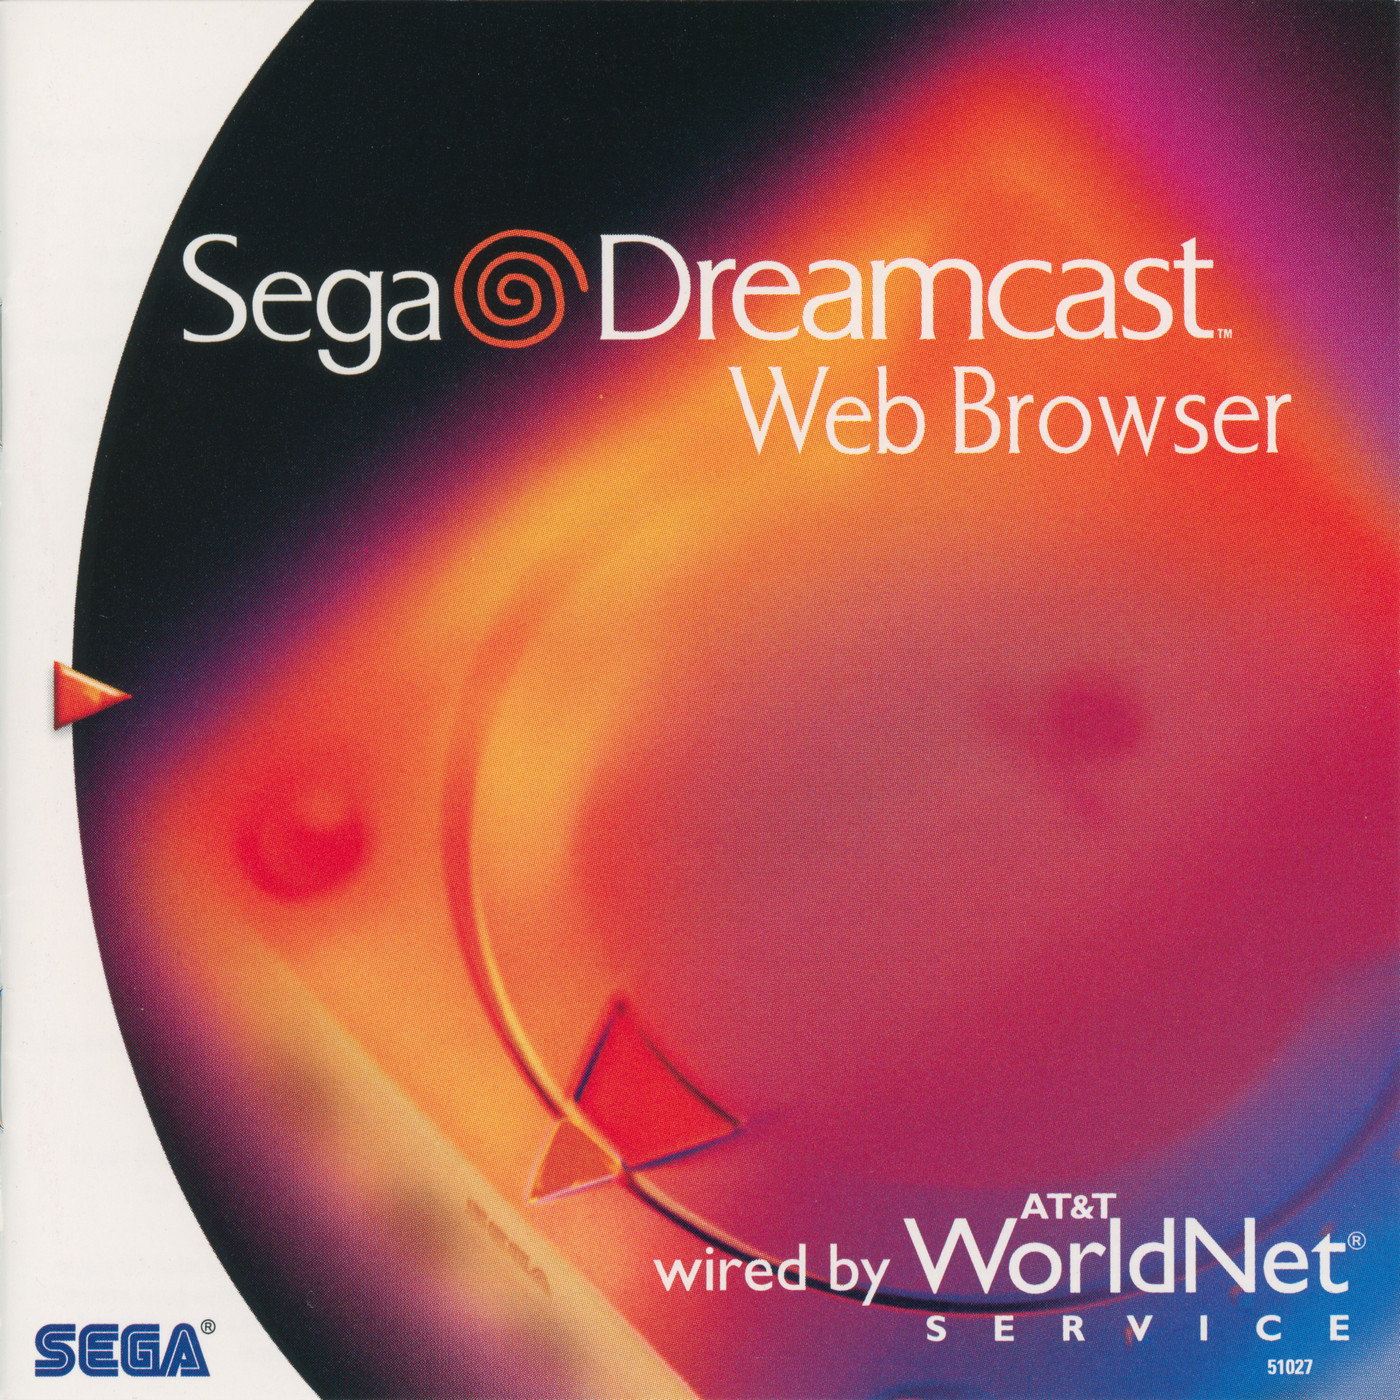 Sega Dreamcast™
Web Browser
AT&T
wired by WorldNet®
SERVICE
SEGA®
51027